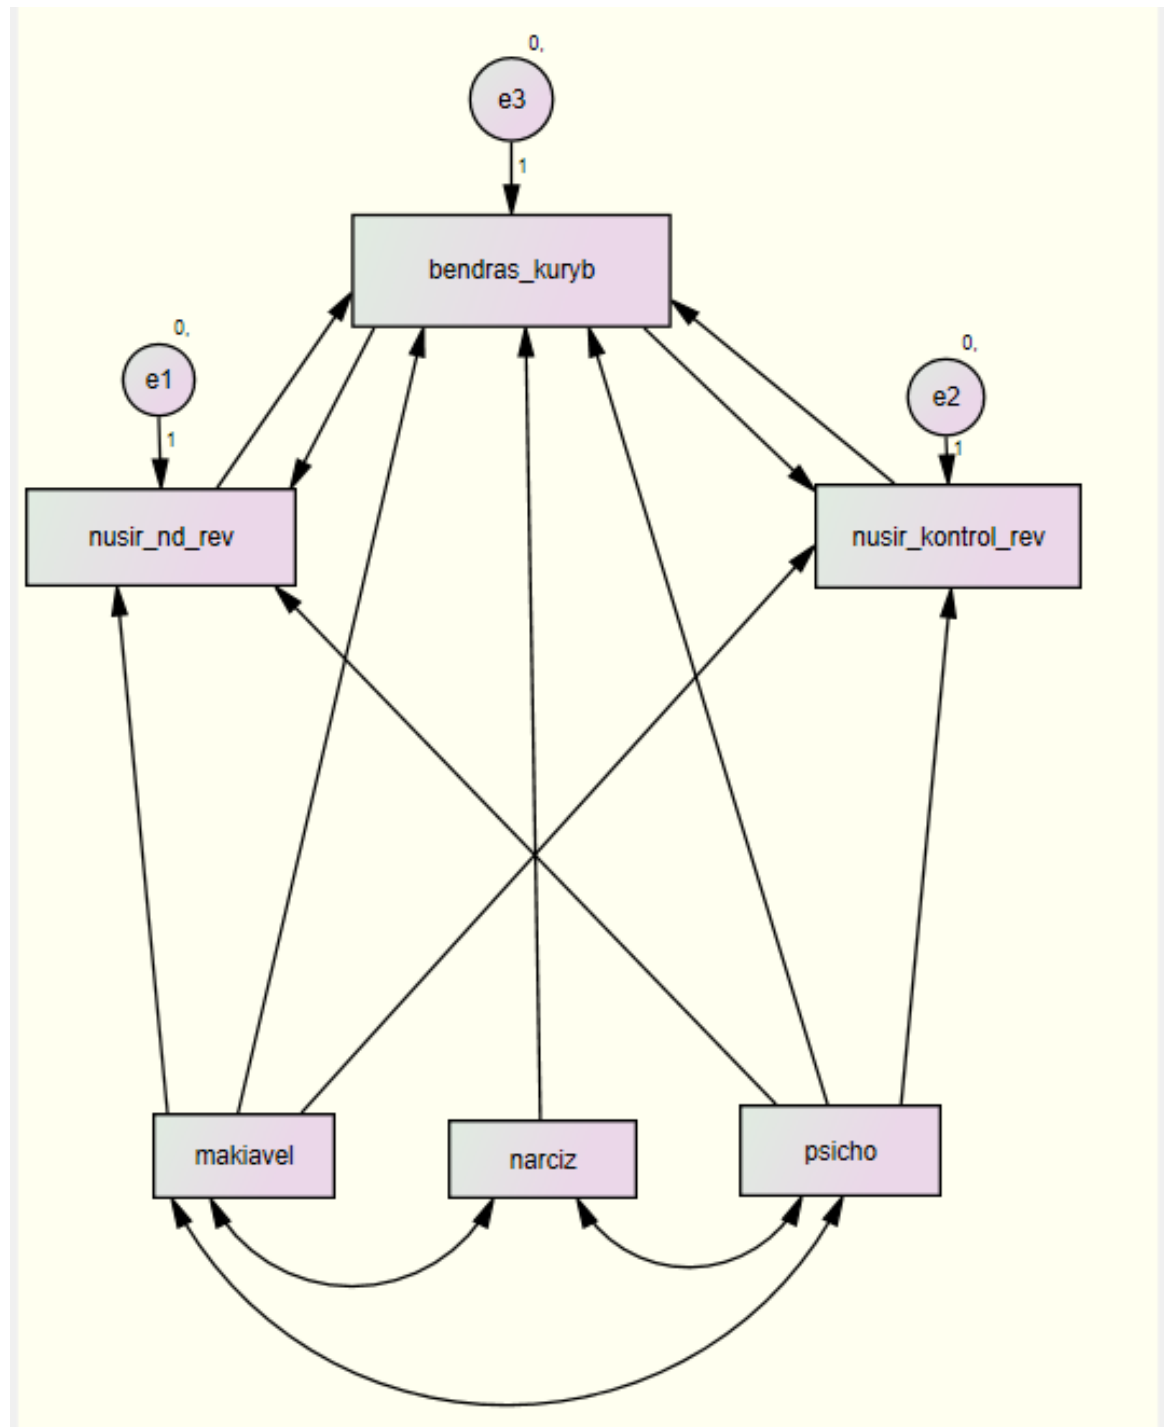 0,
e3
1
bendras_kuryb
0,
e1
1
0,
e2
1
nusir_nd_rev
nusir_kontrol_rev
makiavel
narciz
psicho